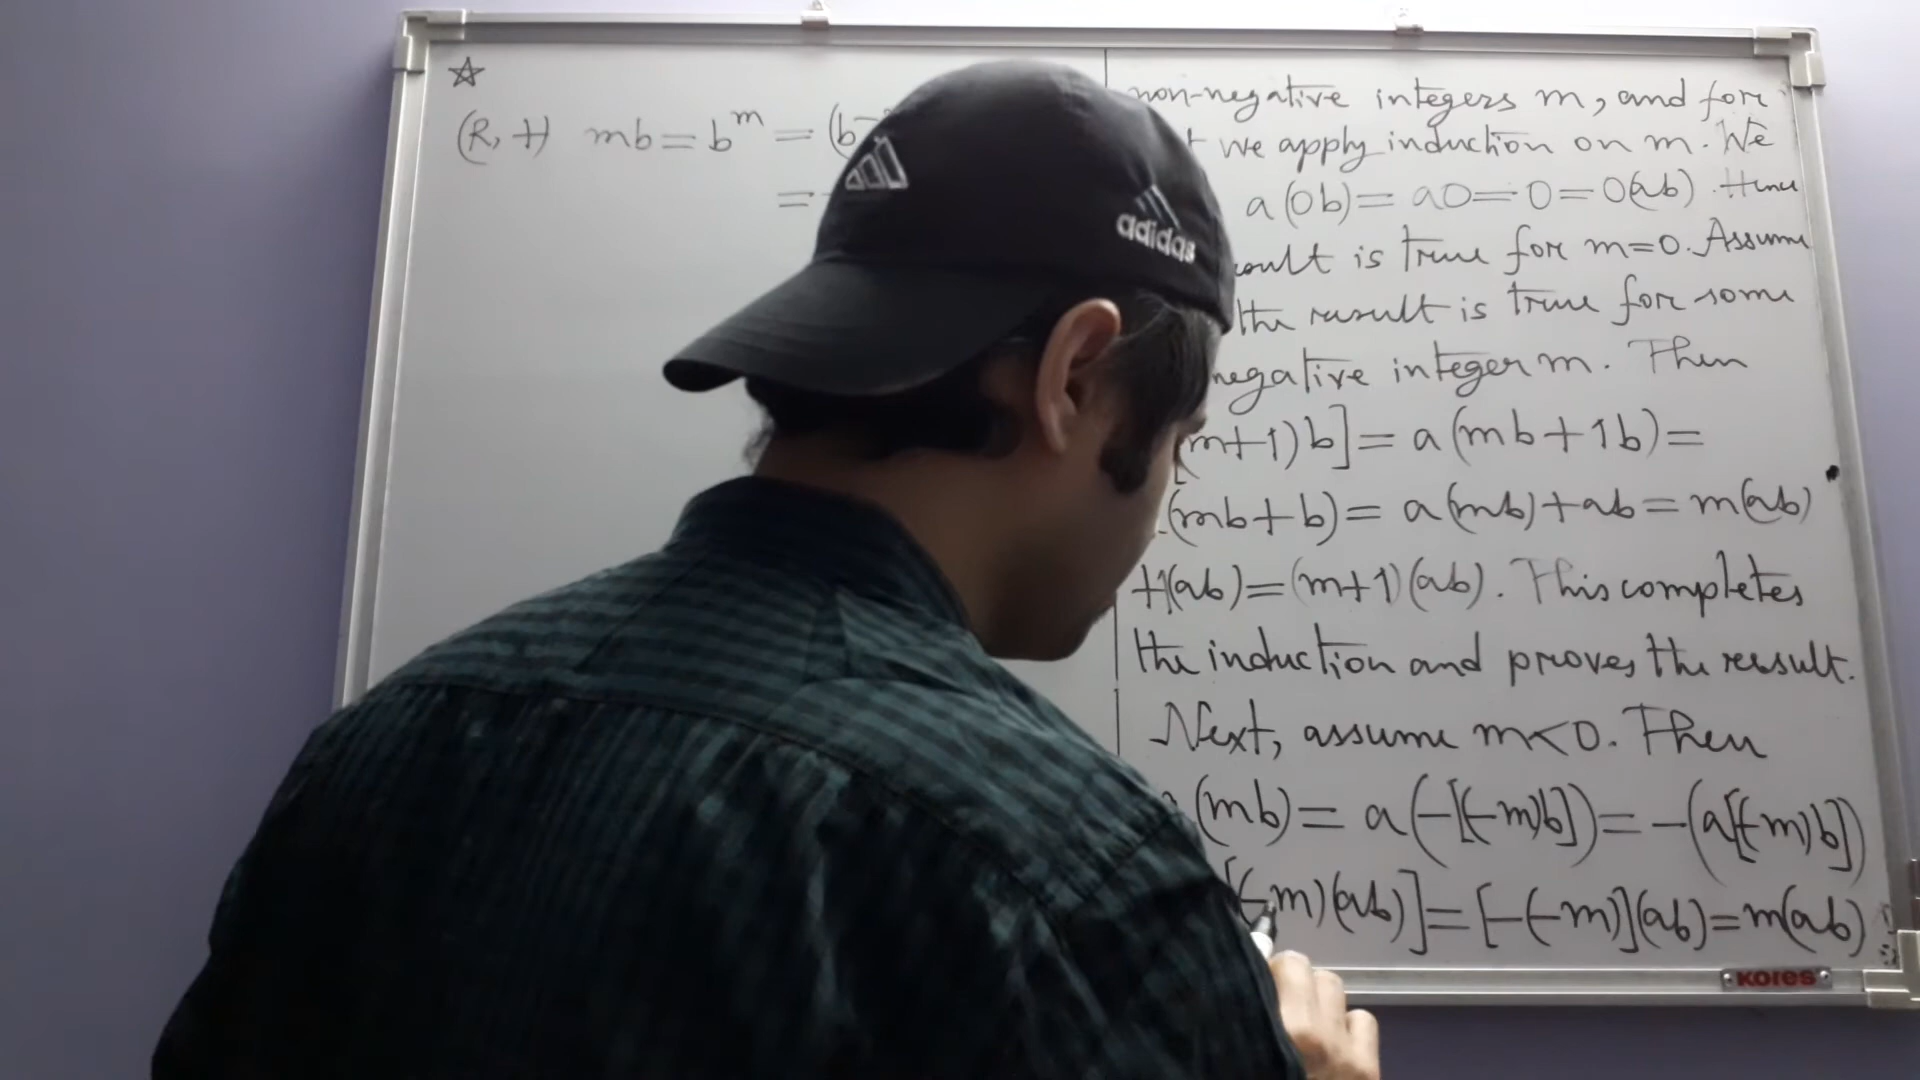 (R, +) mb = b^m = (b^-
=
non-negative integers m, and for
we apply induction on m. We
a(0b) = a0 = 0 = 0(ab). Hence
result is true for m=0. Assume
the result is true for some
negative integer m. Then
[(m+1)b] = a(mb+1b) =
(mb+b) = a(mb)+ab = m(ab)
+1(ab) = (m+1)(ab). This completes
the induction and proves the result.
Next, assume m<0. Then
(mb) = a(-[(-m)b]) = -(a[(-m)b])
[(-m)(ab)] = [-(-m)](ab) = m(ab)
adidas
Kores